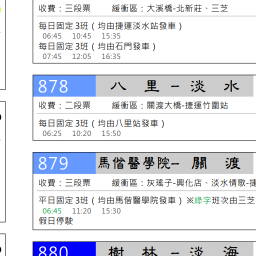 收費：三段票　緩衝區：大溪橋-北新莊、三芝
每日固定 3班（均由捷運淡水站發車）
06:45　10:45　15:35
每日固定 3班（均由石門發車）
07:45　12:05　16:35
878　八 里 - 淡 水
收費：二段票　緩衝區：關渡大橋-捷運竹圍站
每日固定 3班（均由八里站發車）
06:25　10:20　15:50
879　馬偕醫學院 - 關 渡
收費：三段票　緩衝區：灰瑤子-興化店、淡水情歌-捷
平日固定 3班（均由馬偕醫學院發車）※綠字班次由三芝
06:45　11:20　15:30
假日停駛
880　樹 林 - 淡 海